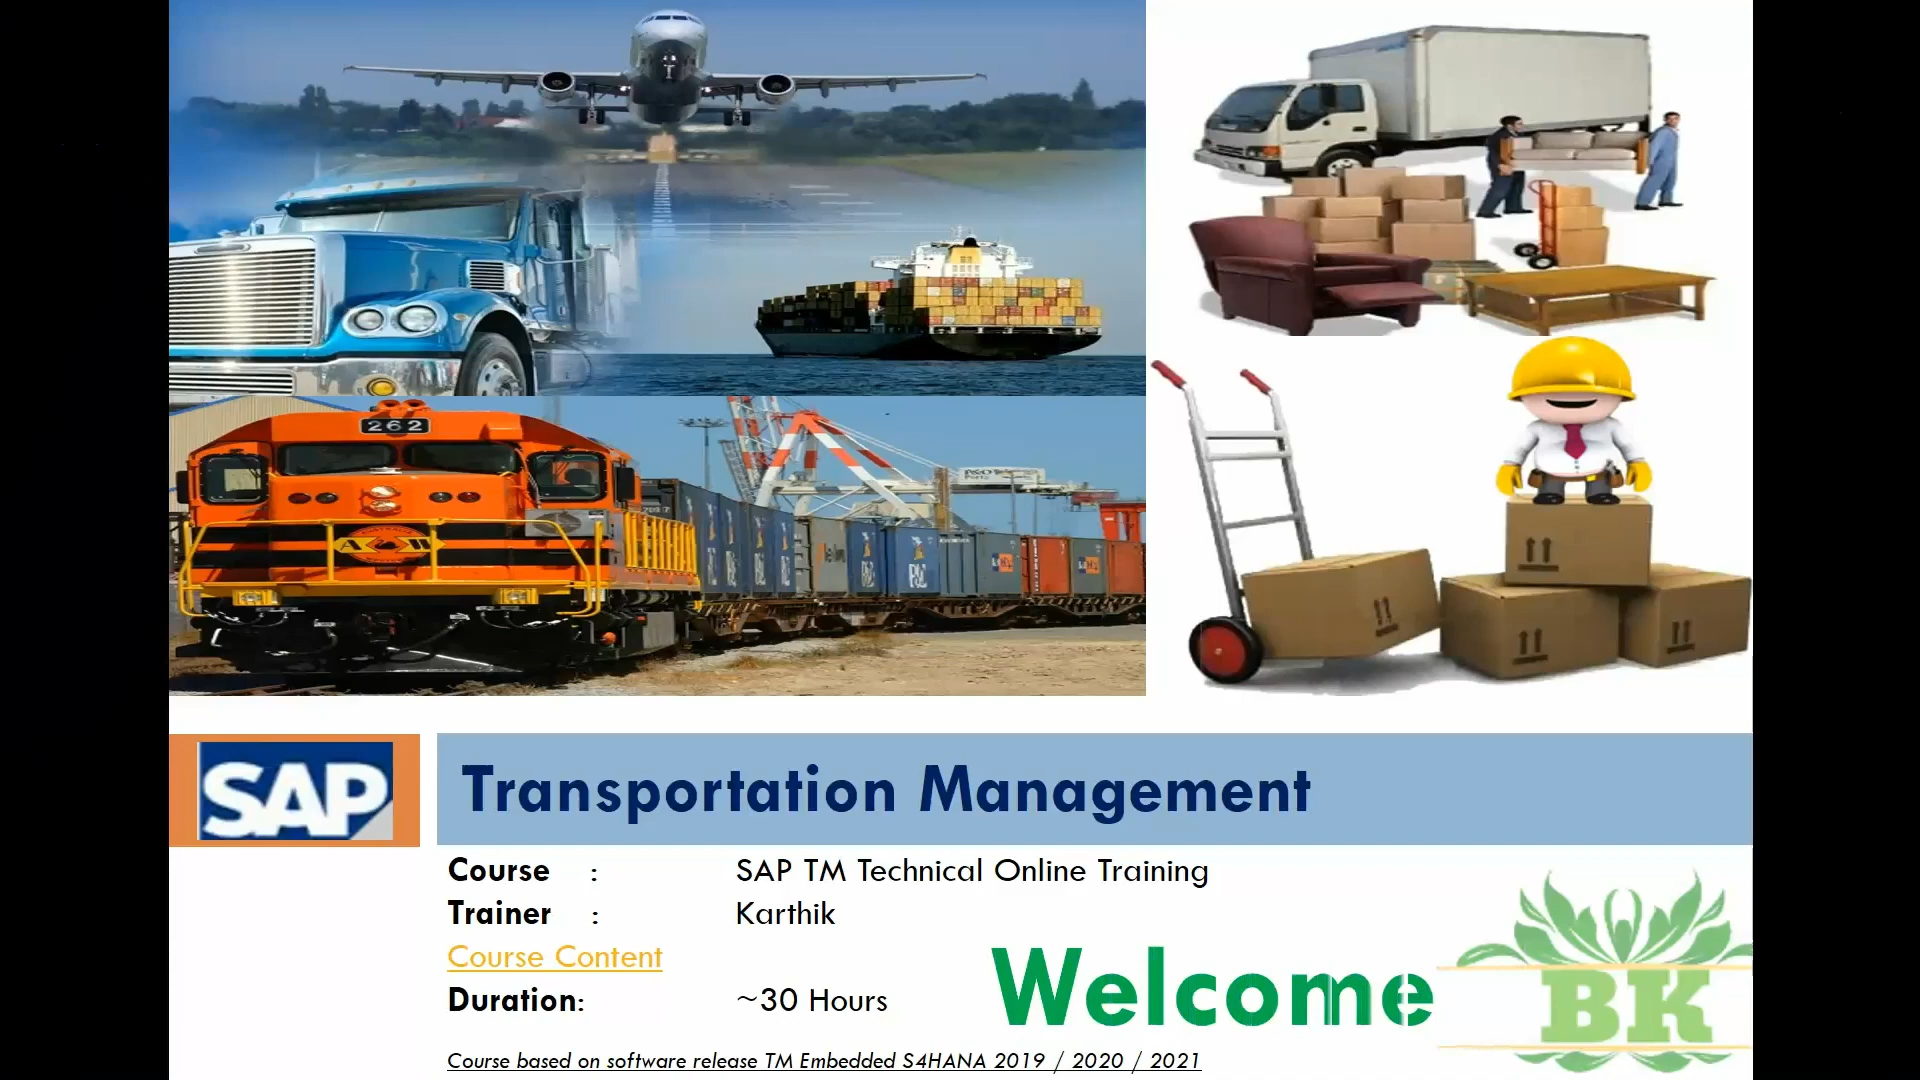 262
P&O
Ports
P&O
SAP
Transportation Management
Course : SAP TM Technical Online Training
Trainer : Karthik
Course Content
Duration: ~30 Hours
Welcome
BK
Course based on software release TM Embedded S4HANA 2019 / 2020 / 2021